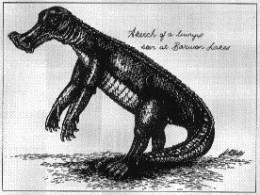 Sketch of a bunyip
seen at Barwon Lakes